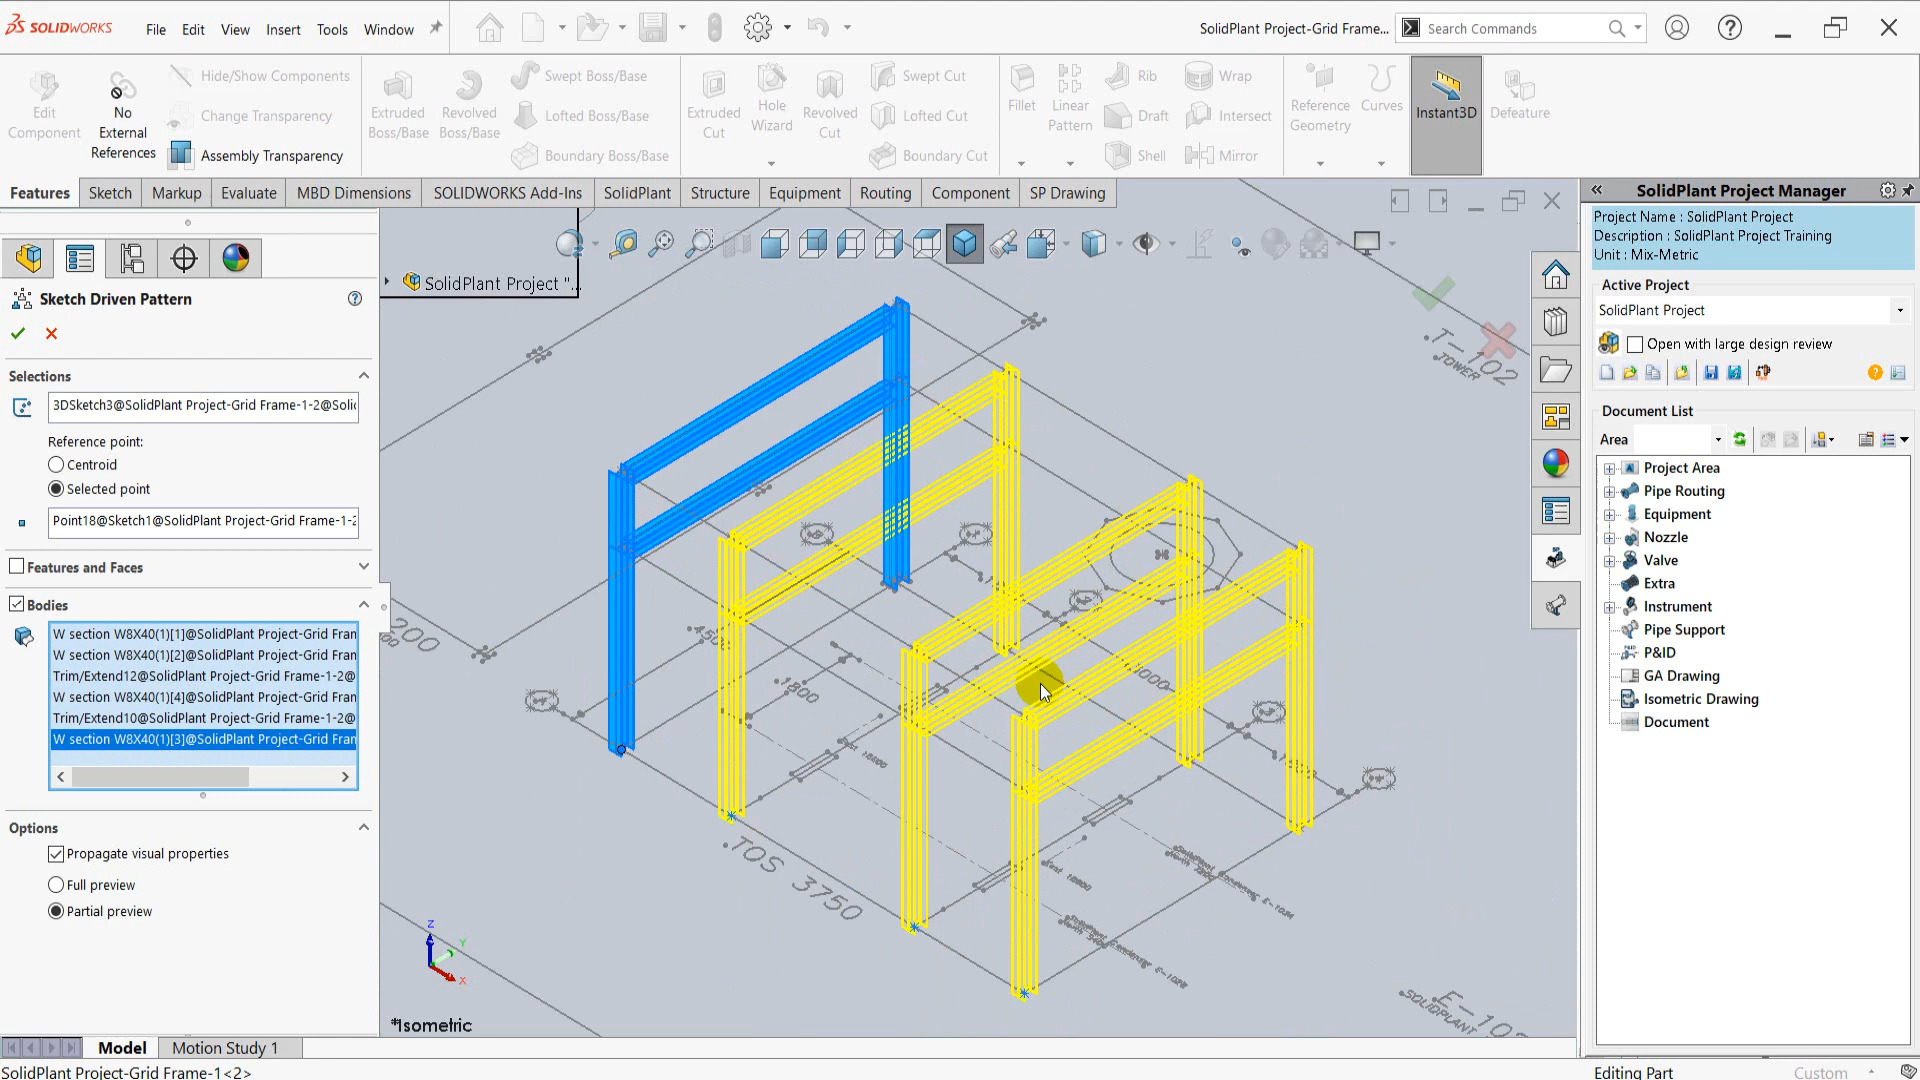 SOLIDWORKS
File Edit View Insert Tools Window
SolidPlant Project-Grid Frame...
Search Commands
Edit Component
No External References
Hide/Show Components
Change Transparency
Assembly Transparency
Extruded Boss/Base
Revolved Boss/Base
Swept Boss/Base
Lofted Boss/Base
Boundary Boss/Base
Extruded Cut
Hole Wizard
Revolved Cut
Swept Cut
Lofted Cut
Boundary Cut
Fillet
Linear Pattern
Rib
Draft
Shell
Wrap
Intersect
Mirror
Reference Geometry
Curves
Instant3D
Defeature
Features Sketch Markup Evaluate MBD Dimensions SOLIDWORKS Add-Ins SolidPlant Structure Equipment Routing Component SP Drawing
SolidPlant Project "...
Sketch Driven Pattern
Selections
3DSketch3@SolidPlant Project-Grid Frame-1-2@Solid
Reference point:
Centroid
Selected point
Point18@Sketch1@SolidPlant Project-Grid Frame-1-2
Features and Faces
Bodies
W section W8X40(1)[1]@SolidPlant Project-Grid Fran
W section W8X40(1)[2]@SolidPlant Project-Grid Fran
Trim/Extend12@SolidPlant Project-Grid Frame-1-2@
W section W8X40(1)[4]@SolidPlant Project-Grid Fran
Trim/Extend10@SolidPlant Project-Grid Frame-1-2@
W section W8X40(1)[3]@SolidPlant Project-Grid Fran
Options
Propagate visual properties
Full preview
Partial preview
T-102
TOWER
200
4500
1800
1000
TOS 3750
E-102
SOLIDPLANT
Z
Y
X
*Isometric
SolidPlant Project Manager
Project Name : SolidPlant Project
Description : SolidPlant Project Training
Unit : Mix-Metric
Active Project
SolidPlant Project
Open with large design review
Document List
Area
Project Area
Pipe Routing
Equipment
Nozzle
Valve
Extra
Instrument
Pipe Support
P&ID
GA Drawing
Isometric Drawing
Document
Model Motion Study 1
SolidPlant Project-Grid Frame-1<2>
Editing Part
Custom